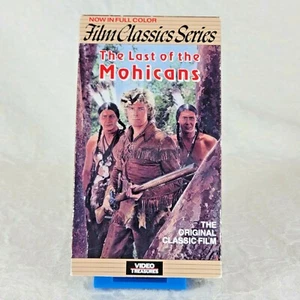 NOW IN FULL COLOR
Film Classics Series
The Last of the
Mohicans
THE
ORIGINAL
CLASSIC FILM
VIDEO
TREASURES